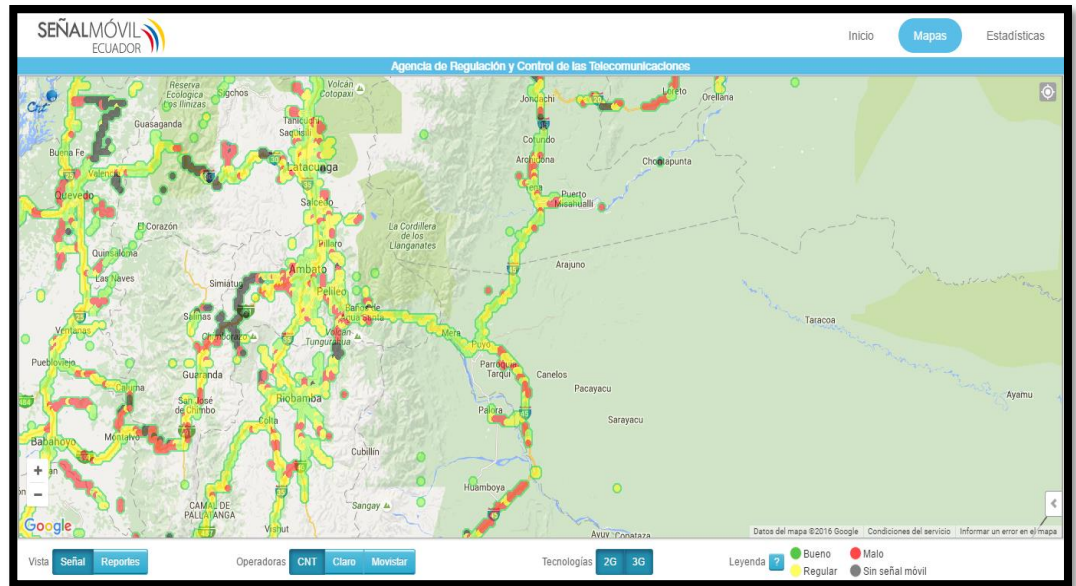 SEÑALMÓVIL
ECUADOR
Inicio Mapas Estadísticas
Agencia de Regulación y Control de las Telecomunicaciones
Cnt
Reserva
Ecológica
Los Ilinizas
Sigchos
Volcán
Cotopaxi
Jondachi
Loreto
Orellana
Guasaganda
Tanicuchi
Saquisilí
Cotundo
Buena Fe
Valencia
Latacunga
Archidona
Chontapunta
Quevedo
Salcedo
Tena
Puerto
Misahualli
El Corazón
La Cordillera
de los
Llanganates
Quinsaloma
Píllaro
Arajuno
Las Naves
Simiatug
Ambato
Pelileo
Salinas
Baños de
Agua Santa
Taracoa
Ventanas
Chimborazo
Volcán
Tungurahua
Mera
Puyo
Puebloviejo
Guaranda
Parroquia
Tarqui
Canelos
Caluma
Pacayacu
Ayamu
San José
de Chimbo
Riobamba
Palora
45
Sarayacu
Colta
Babahoyo
Montalvo
Cubillín
+
−
Huamboya
CAMAL DE
PALLATANGA
Sangay
Vishut
Google
Datos del mapa ©2016 Google Condiciones del servicio Informar un error en el mapa
Vista Señal Reportes Operadoras CNT Claro Movistar Tecnologías 2G 3G Leyenda ? Bueno Malo
Regular Sin señal móvil